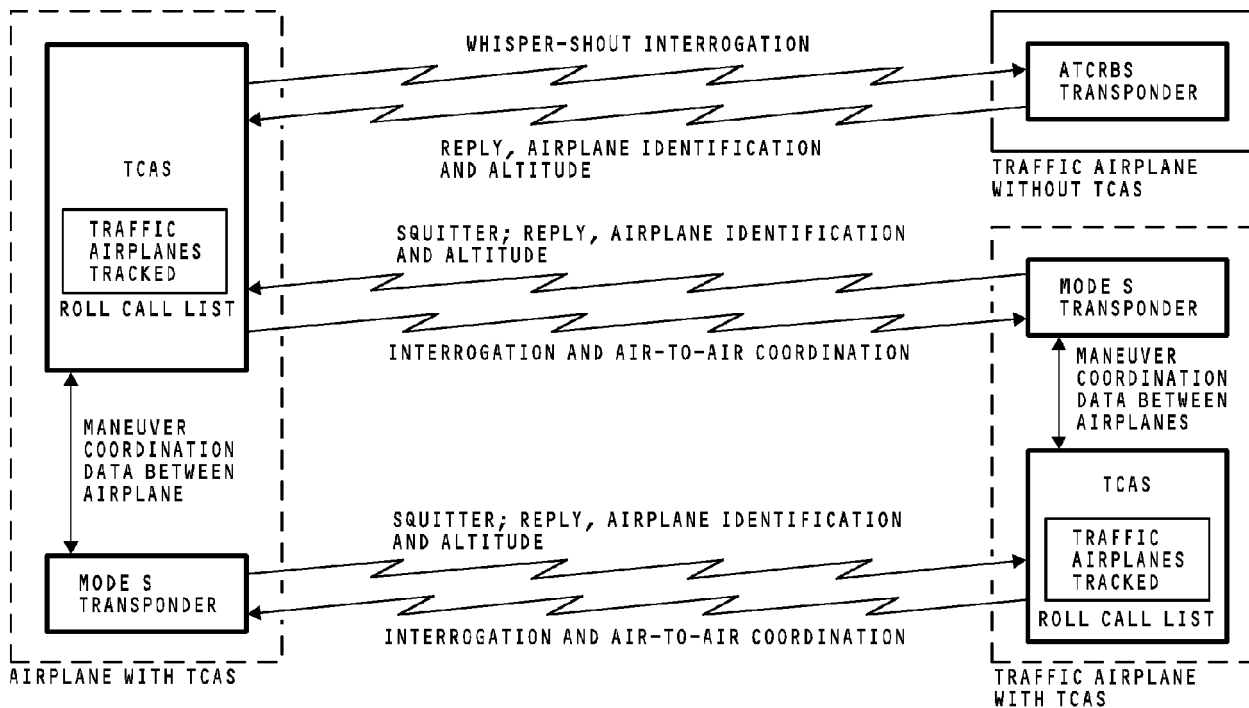 WHISPER-SHOUT INTERROGATION
ATCRBS
TRANSPONDER
REPLY, AIRPLANE IDENTIFICATION
AND ALTITUDE
TRAFFIC AIRPLANE
WITHOUT TCAS
TCAS
TRAFFIC
AIRPLANES
TRACKED
ROLL CALL LIST
SQUITTER; REPLY, AIRPLANE IDENTIFICATION
AND ALTITUDE
MODE S
TRANSPONDER
INTERROGATION AND AIR-TO-AIR COORDINATION
MANEUVER
COORDINATION
DATA BETWEEN
AIRPLANES
MANEUVER
COORDINATION
DATA BETWEEN
AIRPLANE
TCAS
TRAFFIC
AIRPLANES
TRACKED
ROLL CALL LIST
SQUITTER; REPLY, AIRPLANE IDENTIFICATION
AND ALTITUDE
MODE S
TRANSPONDER
INTERROGATION AND AIR-TO-AIR COORDINATION
AIRPLANE WITH TCAS
TRAFFIC AIRPLANE
WITH TCAS